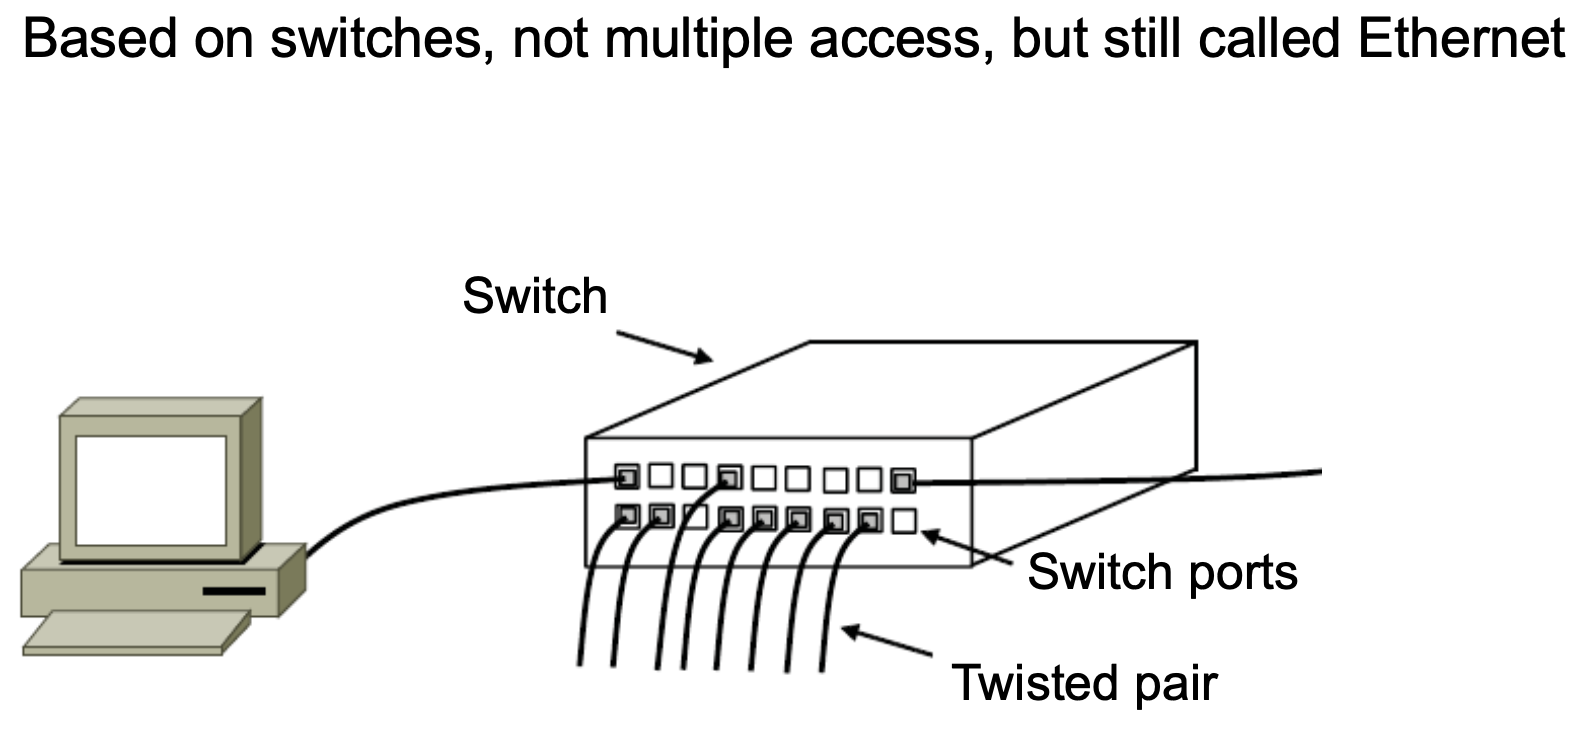 Based on switches, not multiple access, but still called Ethernet
Switch
Switch ports
Twisted pair